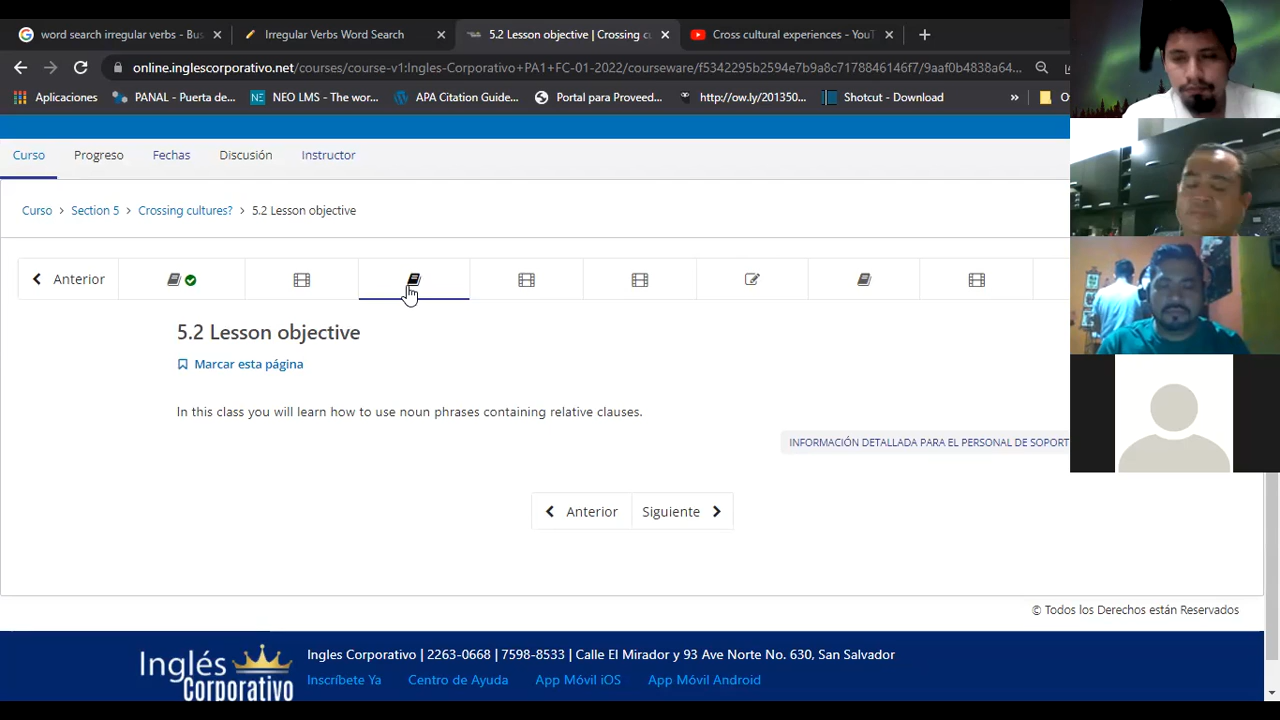 word search irregular verbs - Bus
Irregular Verbs Word Search
5.2 Lesson objective | Crossing cu
Cross cultural experiences - YouT
online.inglescorporativo.net/courses/course-v1:Ingles-Corporativo+PA1+FC-01-2022/courseware/f5342295b2594e7b9a8c7178846146f7/9aaf0b4838a64...
Aplicaciones
PANAL - Puerta de...
NEO LMS - The wor...
APA Citation Guide...
Portal para Proveed...
http://ow.ly/201350...
Shotcut - Download
»
Curso
Progreso
Fechas
Discusión
Instructor
Curso > Section 5 > Crossing cultures? > 5.2 Lesson objective
Anterior
5.2 Lesson objective
Marcar esta página
In this class you will learn how to use noun phrases containing relative clauses.
INFORMACIÓN DETALLADA PARA EL PERSONAL DE SOPORT
Anterior
Siguiente
© Todos los Derechos están Reservados
Inglés
Corporativo
Ingles Corporativo | 2263-0668 | 7598-8533 | Calle El Mirador y 93 Ave Norte No. 630, San Salvador
Inscríbete Ya
Centro de Ayuda
App Móvil iOS
App Móvil Android